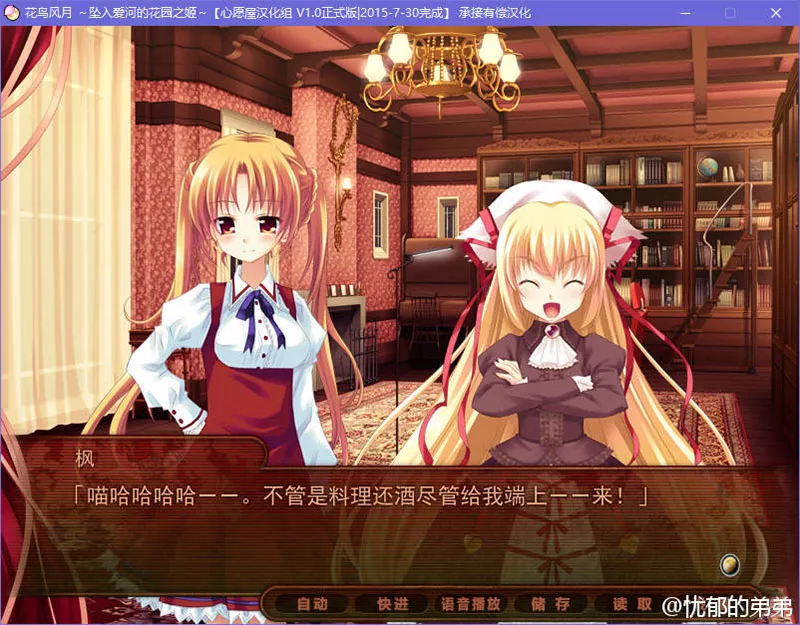 花鸟风月 ~坠入爱河的花园之姬~【心愿屋汉化组 V1.0正式版|2015-7-30完成】 承接有偿汉化
枫
「喵哈哈哈哈ーー。不管是料理还酒尽管给我端上ーー来！」
自动 快进 语音播放 储存 读取
@忧郁的弟弟